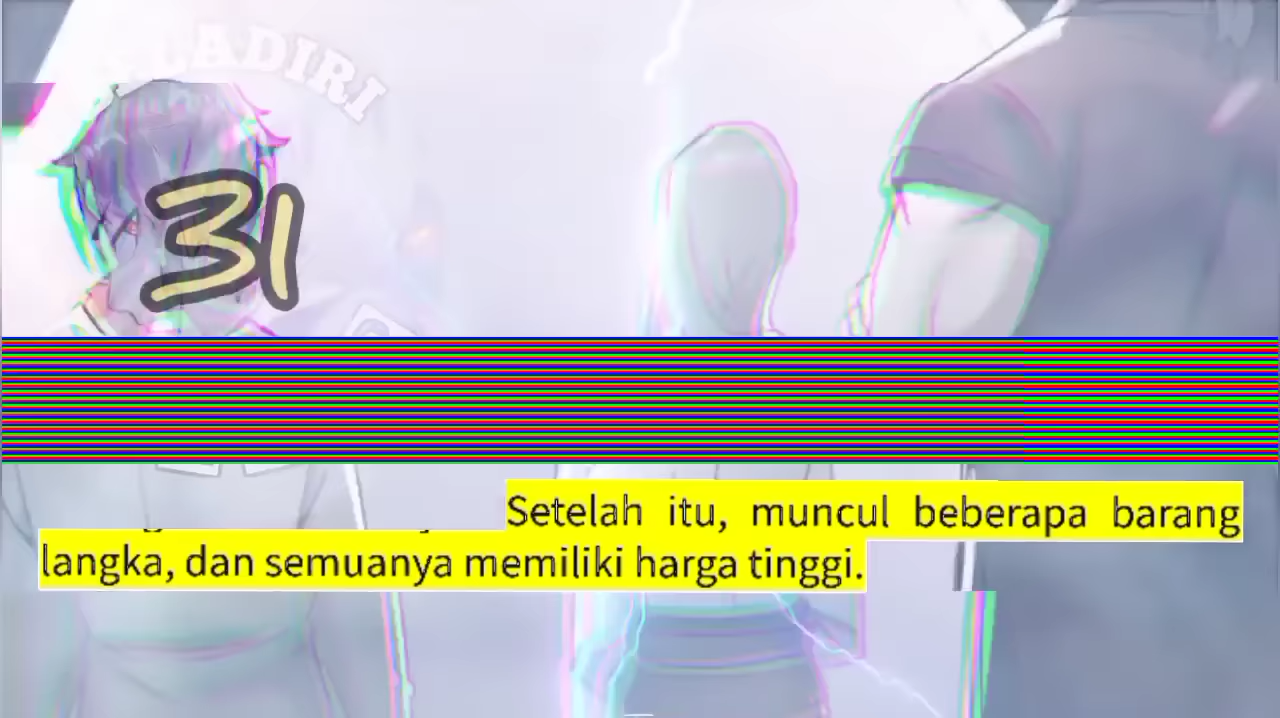 31
Setelah itu, muncul beberapa barang
langka, dan semuanya memiliki harga tinggi.